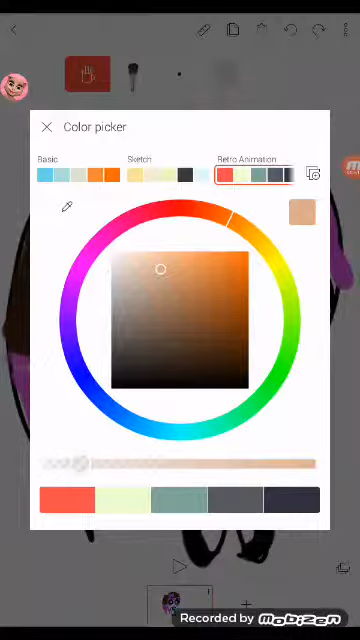 Color picker
Basic
Sketch
Retro Animation
Recorded by Mobizen